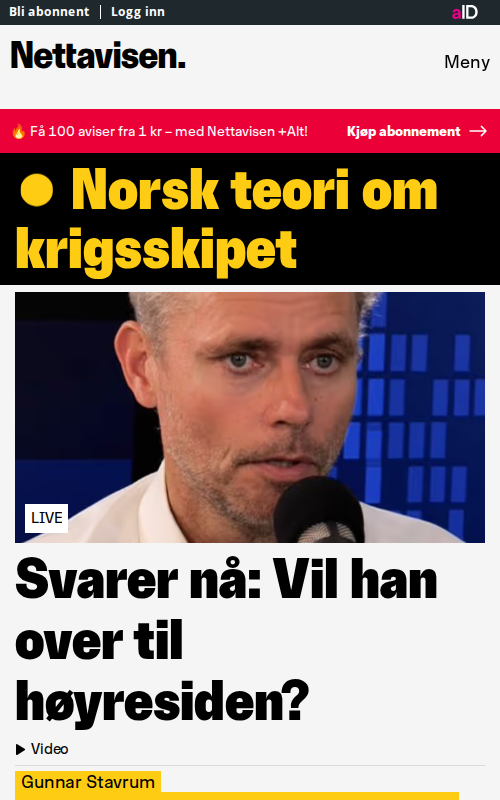 Bli abonnent | Logg inn
aID
Nettavisen.
Meny
🔥 Få 100 aviser fra 1 kr – med Nettavisen +Alt!
Kjøp abonnement →
Norsk teori om
krigsskipet
LIVE
Svarer nå: Vil han
over til
høyresiden?
Video
Gunnar Stavrum